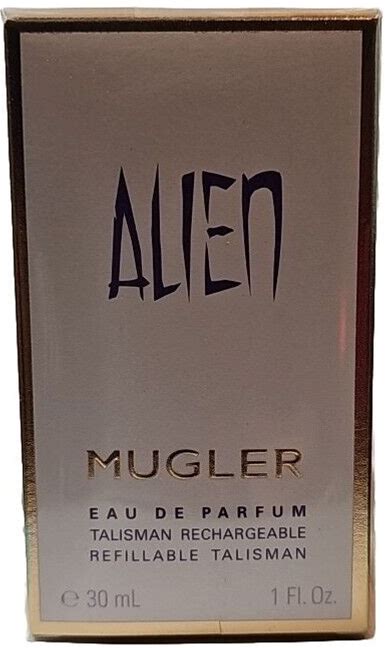 ALIEN
MUGLER
EAU DE PARFUM
TALISMAN RECHARGEABLE
REFILLABLE TALISMAN
℮ 30 mL 1 Fl. Oz.